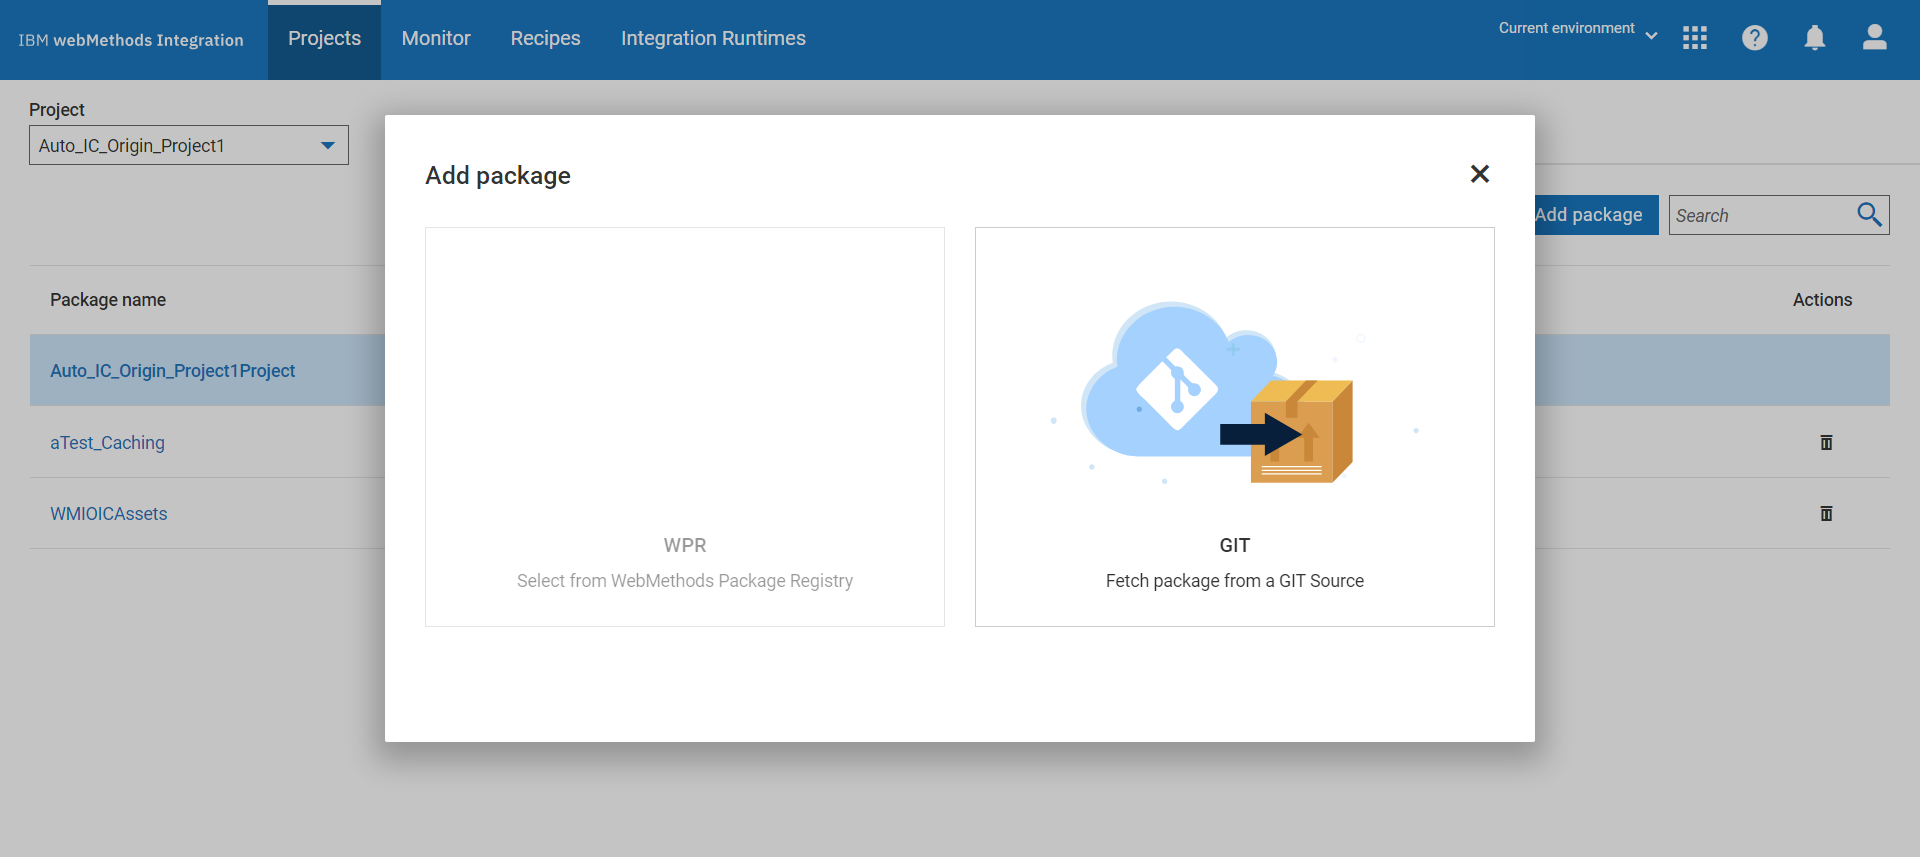 IBM webMethods Integration
Projects
Monitor
Recipes
Integration Runtimes
Current environment
Project
Auto_IC_Origin_Project1
Add package
Add package
Search
Package name
Actions
Auto_IC_Origin_Project1Project
aTest_Caching
WMIOICAssets
WPR
Select from WebMethods Package Registry
GIT
Fetch package from a GIT Source